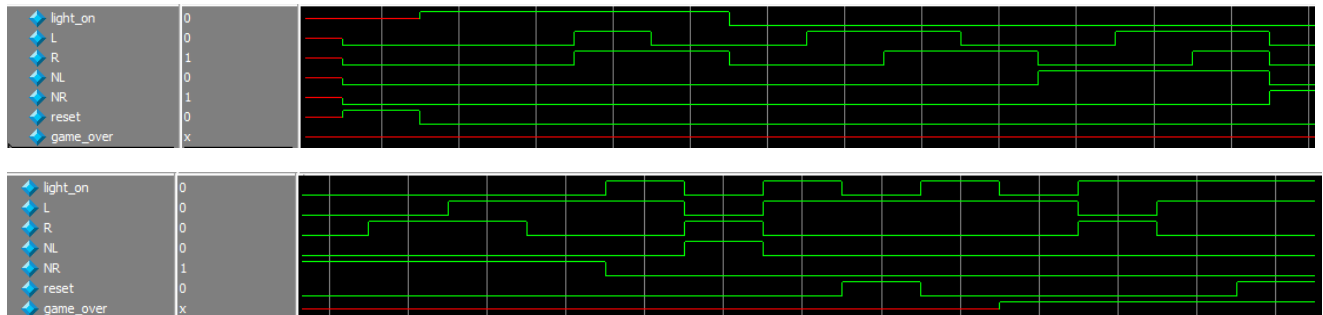 light_on 0
L 0
R 1
NL 0
NR 1
reset 0
game_over x
light_on 0
L 0
R 0
NL 0
NR 1
reset 0
game_over x